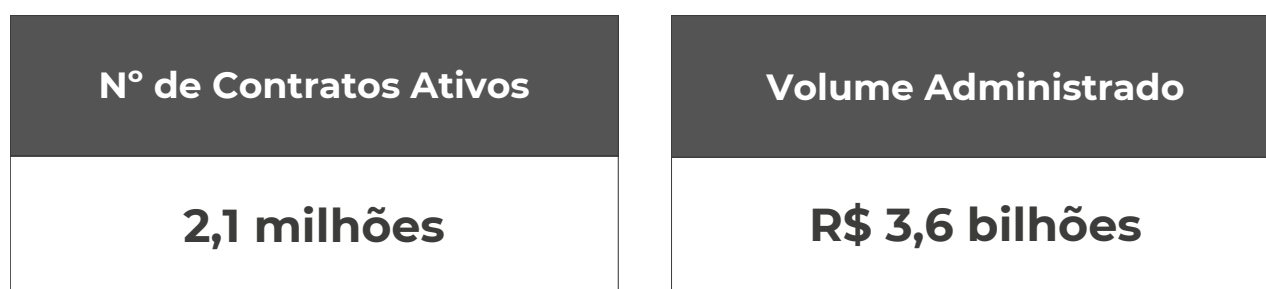 Nº de Contratos Ativos
2,1 milhões
Volume Administrado
R$ 3,6 bilhões